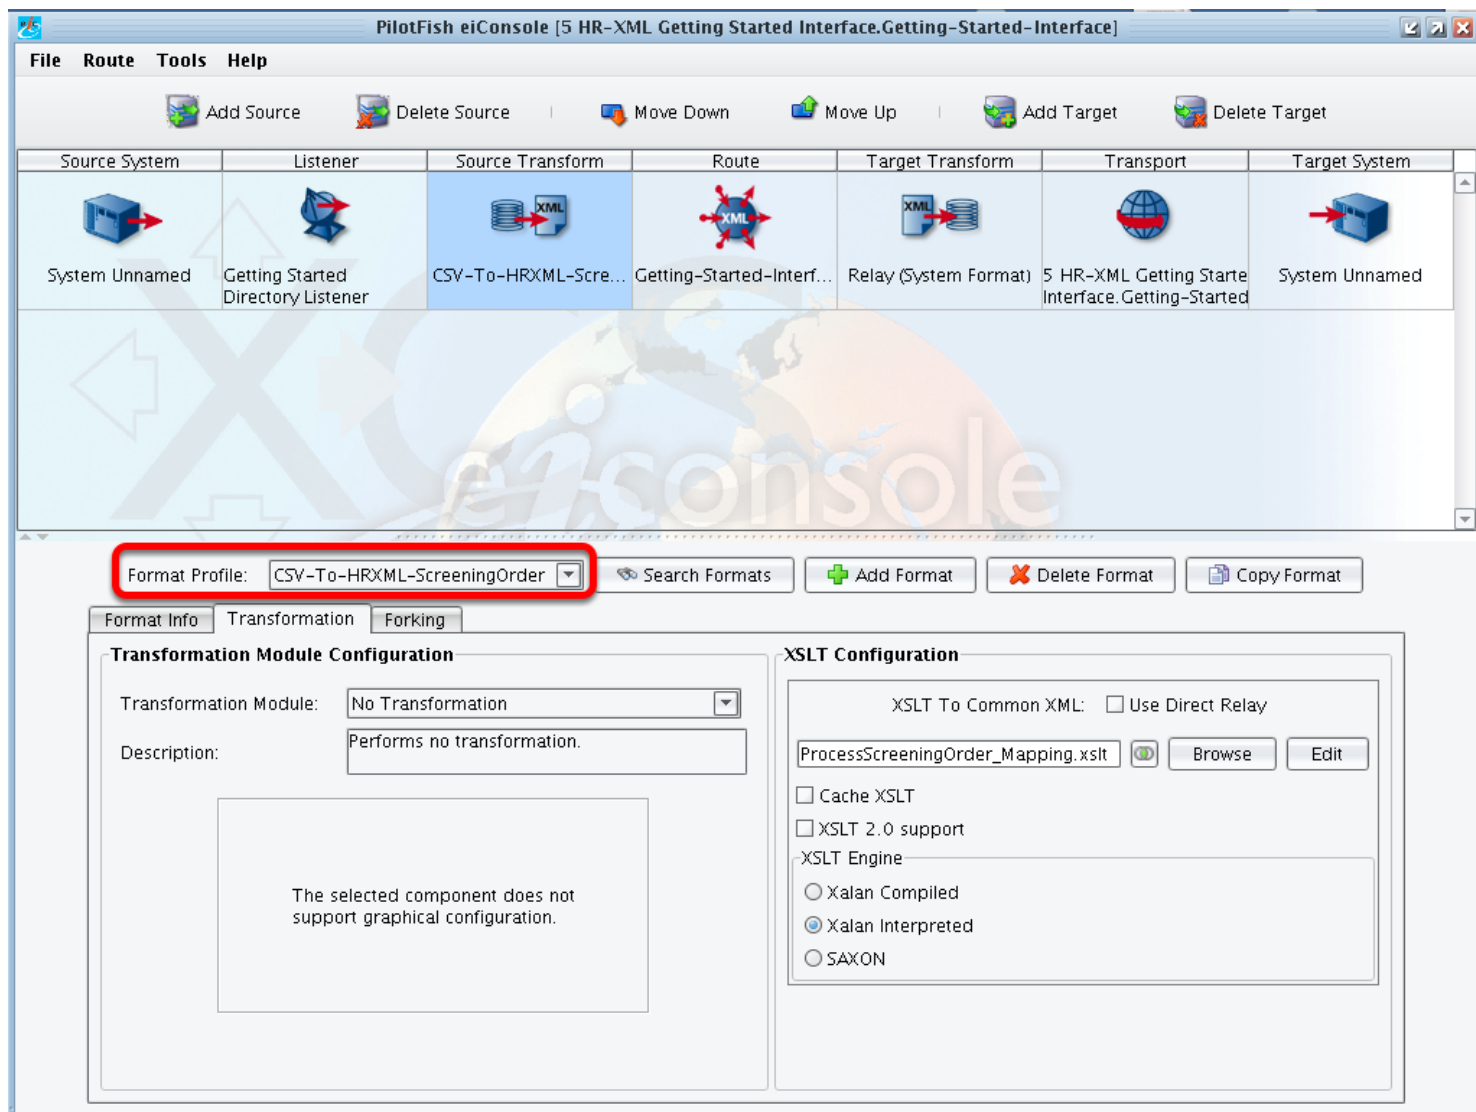 PilotFish eiConsole [5 HR-XML Getting Started Interface.Getting-Started-Interface]
File Route Tools Help
Add Source Delete Source Move Down Move Up Add Target Delete Target
Source System Listener Source Transform Route Target Transform Transport Target System
XML XML XML
System Unnamed Getting Started CSV-To-HRXML-Scre... Getting-Started-Interf... Relay (System Format) 5 HR-XML Getting Starte System Unnamed
Directory Listener Interface.Getting-Started
XCS
eiconsole
Format Profile: CSV-To-HRXML-ScreeningOrder Search Formats Add Format Delete Format Copy Format
Format Info Transformation Forking
Transformation Module Configuration XSLT Configuration
Transformation Module: No Transformation XSLT To Common XML: Use Direct Relay
Description: Performs no transformation. ProcessScreeningOrder_Mapping.xslt Browse Edit
Cache XSLT
XSLT 2.0 support
XSLT Engine
The selected component does not Xalan Compiled
support graphical configuration. Xalan Interpreted
SAXON